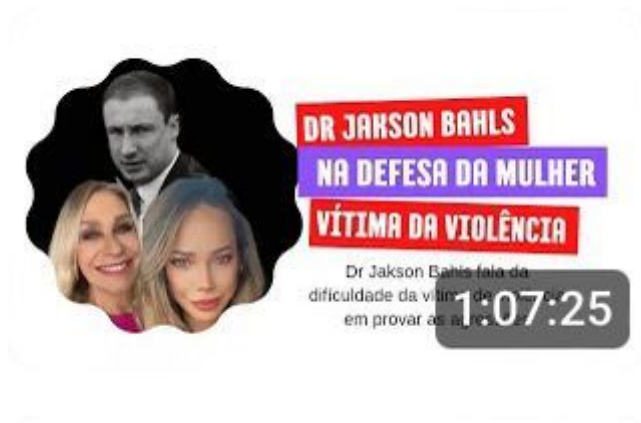 DR JAKSON BAHLS
NA DEFESA DA MULHER
VÍTIMA DA VIOLÊNCIA
Dr Jakson Bahls fala da
dificuldade da vítima de
em provar as
1:07:25